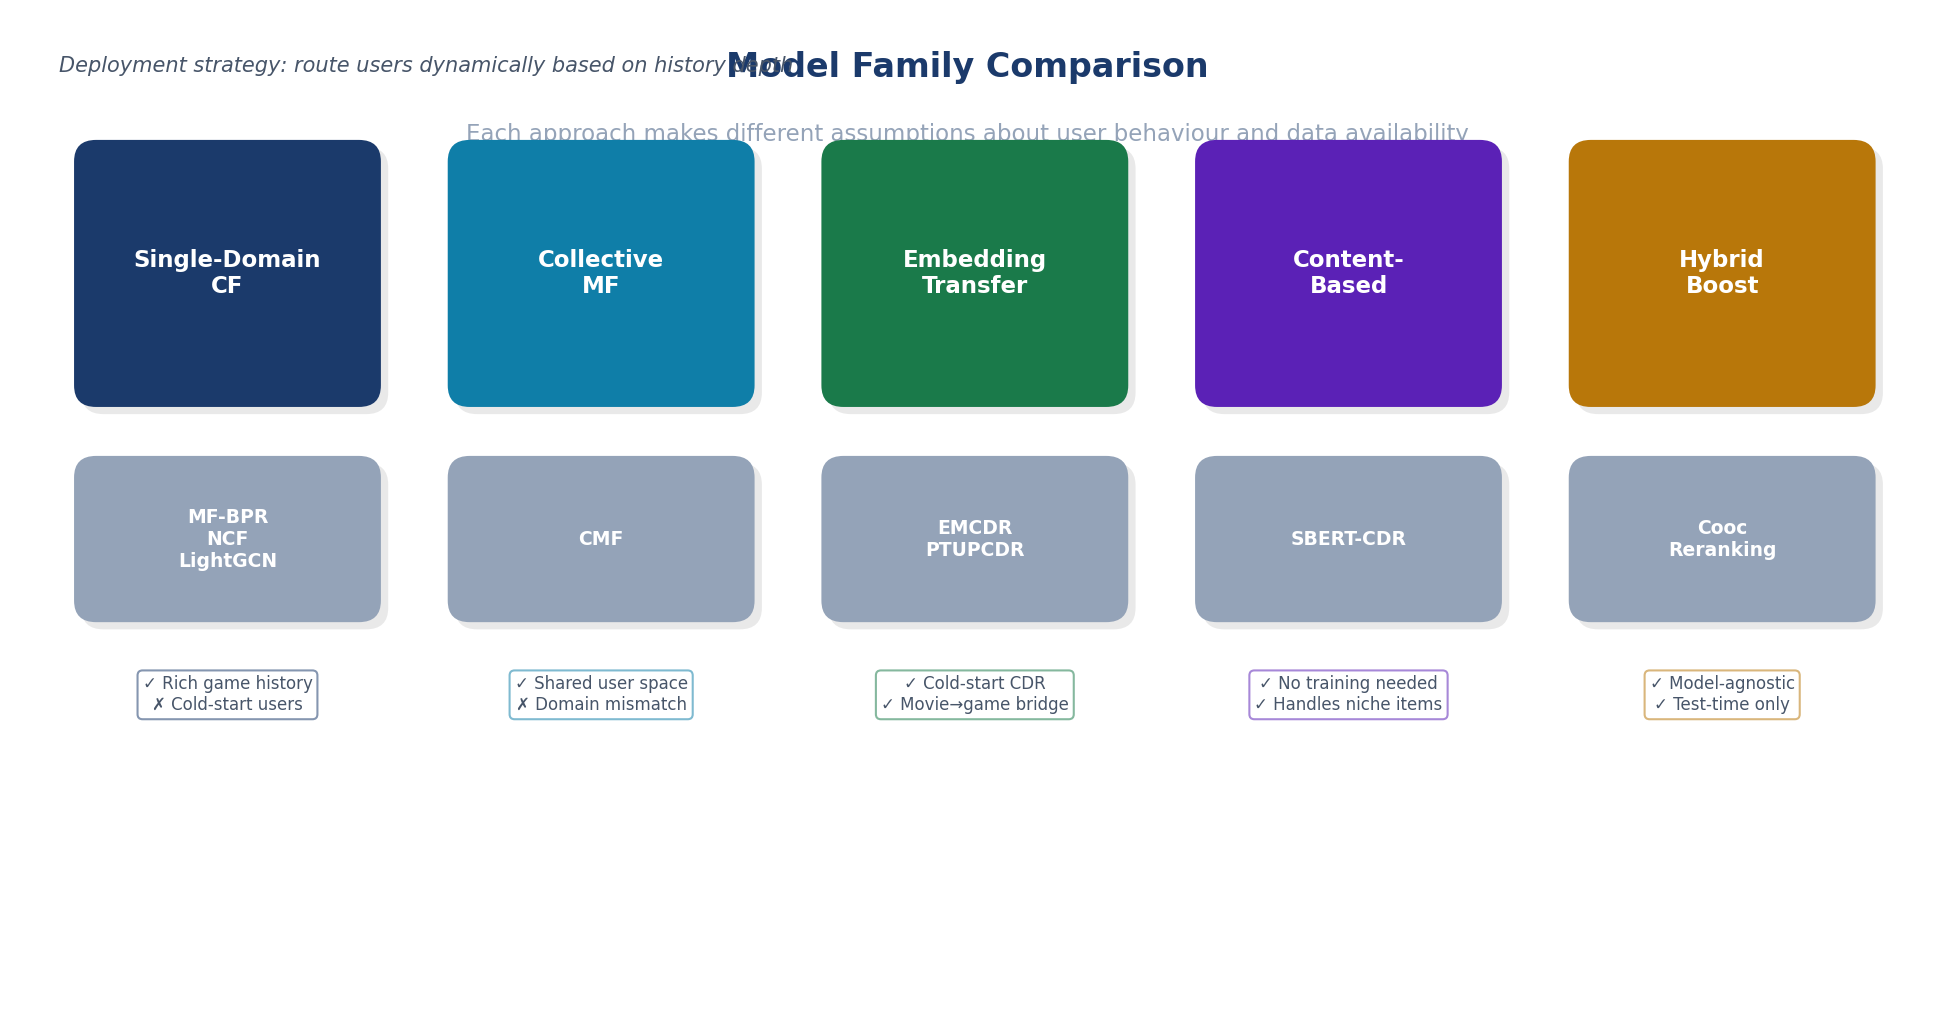 Deployment strategy: route users dynamically based on history depth
Model Family Comparison
Each approach makes different assumptions about user behaviour and data availability
Single-Domain
CF
Collective
MF
Embedding
Transfer
Content-
Based
Hybrid
Boost
MF-BPR
NCF
LightGCN
CMF
EMCDR
PTUPCDR
SBERT-CDR
Cooc
Reranking
✓ Rich game history
✗ Cold-start users
✓ Shared user space
✗ Domain mismatch
✓ Cold-start CDR
✓ Movie→game bridge
✓ No training needed
✓ Handles niche items
✓ Model-agnostic
✓ Test-time only